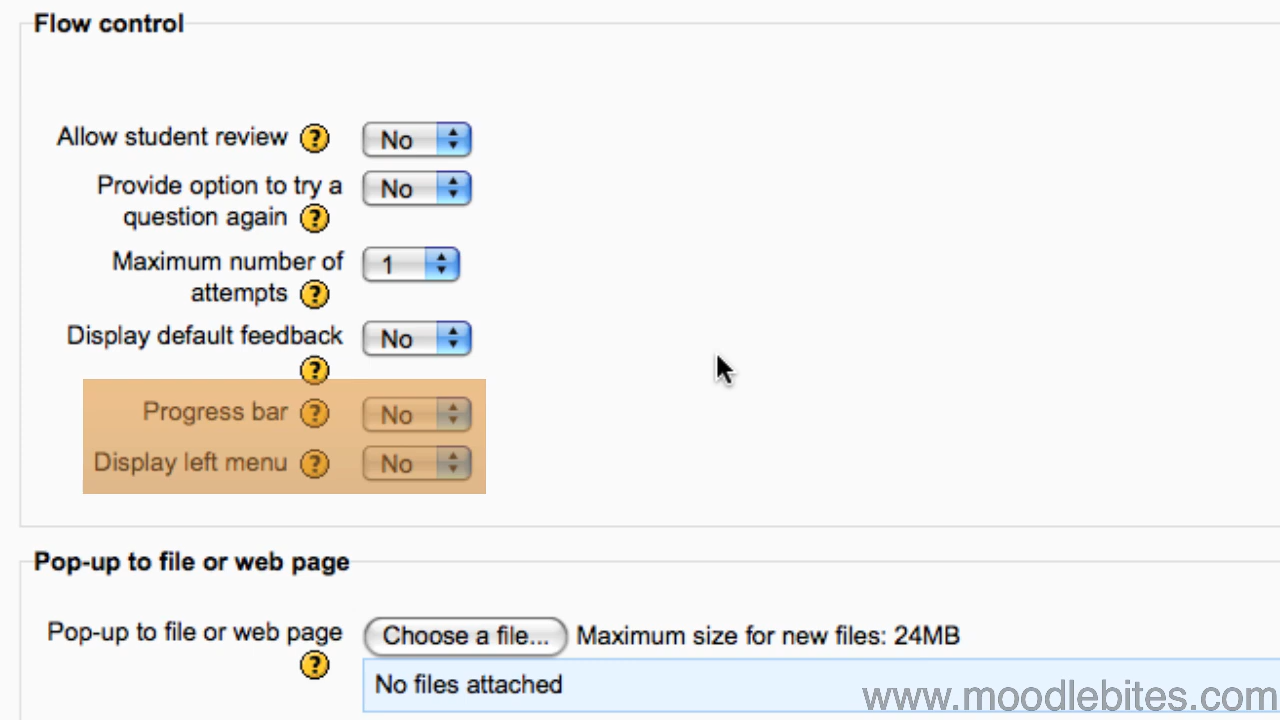 Flow control
Allow student review ? No
Provide option to try a No
question again ?
Maximum number of 1
attempts ?
Display default feedback No
?
Progress bar ? No
Display left menu ? No
Pop-up to file or web page
Pop-up to file or web page Choose a file... Maximum size for new files: 24MB
?
No files attached
www.moodlebites.com